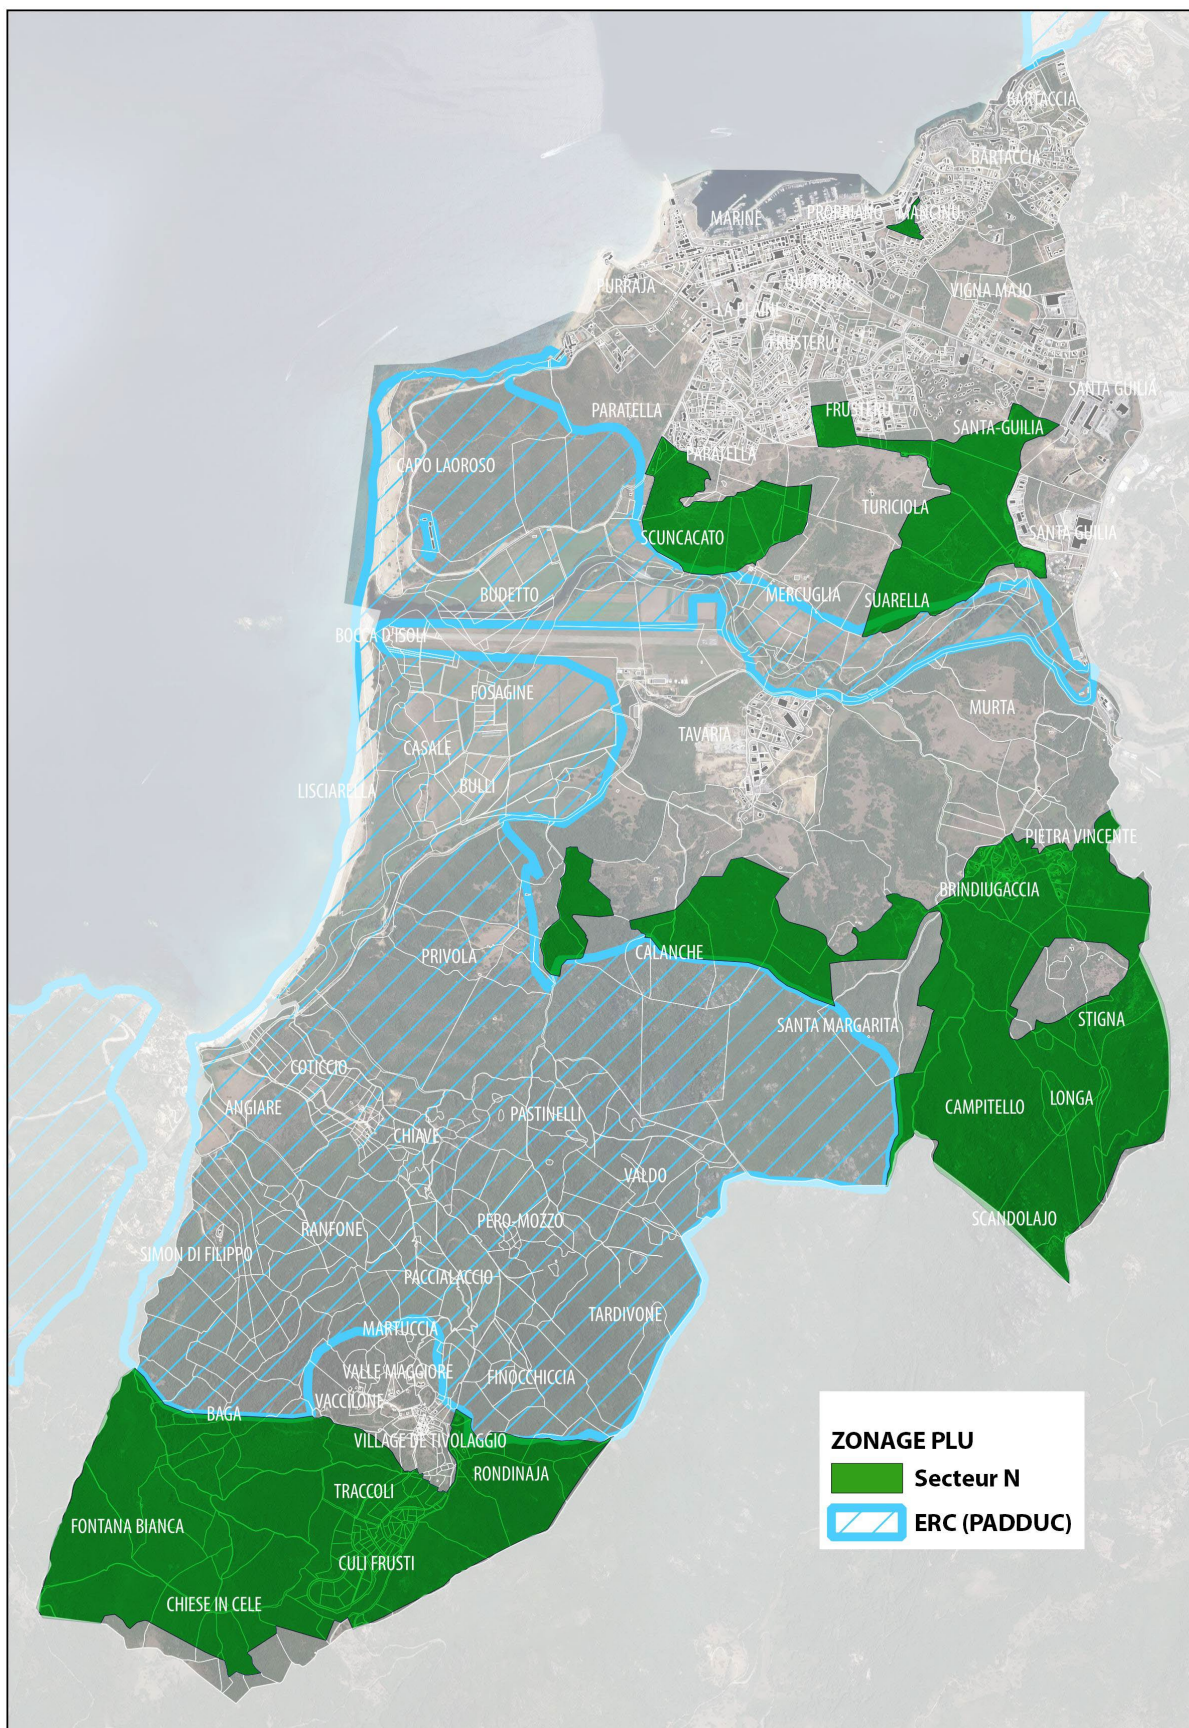 BARTACCIA
BARTACCIA
MARINE
PROPRIANO
MANCINU
PURRAJA
QUATRINA
VIGNA MAJO
LA PLAINE
FRUSTERU
SANTA GUILIA
PARATELLA
FRUSTERU
SANTA-GUILIA
PARATELLA
CAPO LAOROSO
TURICIOLA
SCUNCACATO
SANTA GUILIA
BUDETTO
MERCUGLIA
SUARELLA
BOCCA D'ISOLI
FOSAGINE
MURTA
TAVARIA
CASALE
BULLI
LISCIARELLA
PIETRA VINCENTE
BRINDIUGACCIA
PRIVOLA
CALANCHE
SANTA MARGARITA
STIGNA
COTICCIO
ANGIARE
CHIAVE
PASTINELLI
CAMPITELLO
LONGA
VALDO
PERO-MOZZO
RANFONE
SCANDOLAJO
SIMON DI FILIPPO
PACCIALACCIO
TARDIVONE
MARTUCCIA
VALLE MAGGIORE
FINOCCHICCIA
VACCILONE
BAGA
VILLAGE DE TIVOLAGGIO
RONDINAJA
TRACCOLI
FONTANA BIANCA
CULI FRUSTI
CHIESE IN CELE
ZONAGE PLU
Secteur N
ERC (PADDUC)